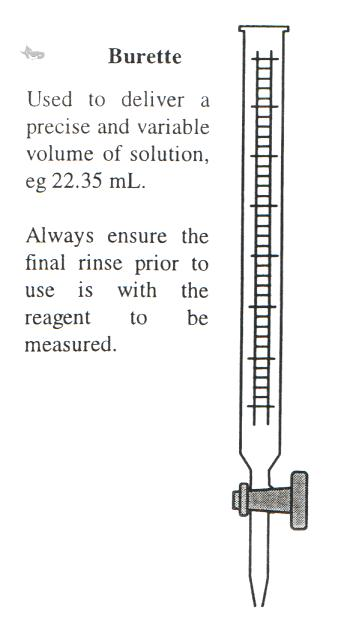 Burette
Used to deliver a
precise and variable
volume of solution,
eg 22.35 mL.
Always ensure the
final rinse prior to
use is with the
reagent to be
measured.